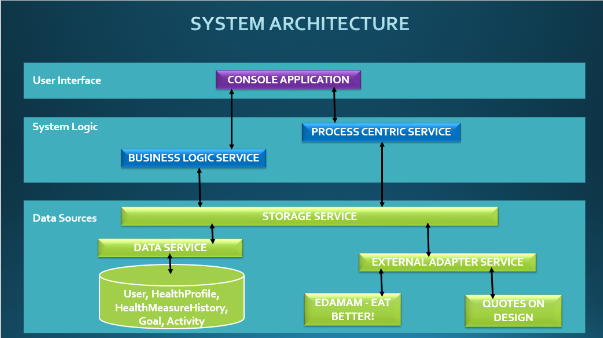 SYSTEM ARCHITECTURE
User Interface
CONSOLE APPLICATION
System Logic
PROCESS CENTRIC SERVICE
BUSINESS LOGIC SERVICE
Data Sources
STORAGE SERVICE
DATA SERVICE
EXTERNAL ADAPTER SERVICE
User, HealthProfile,
HealthMeasureHistory,
Goal, Activity
EDAMAM - EAT
BETTER!
QUOTES ON
DESIGN